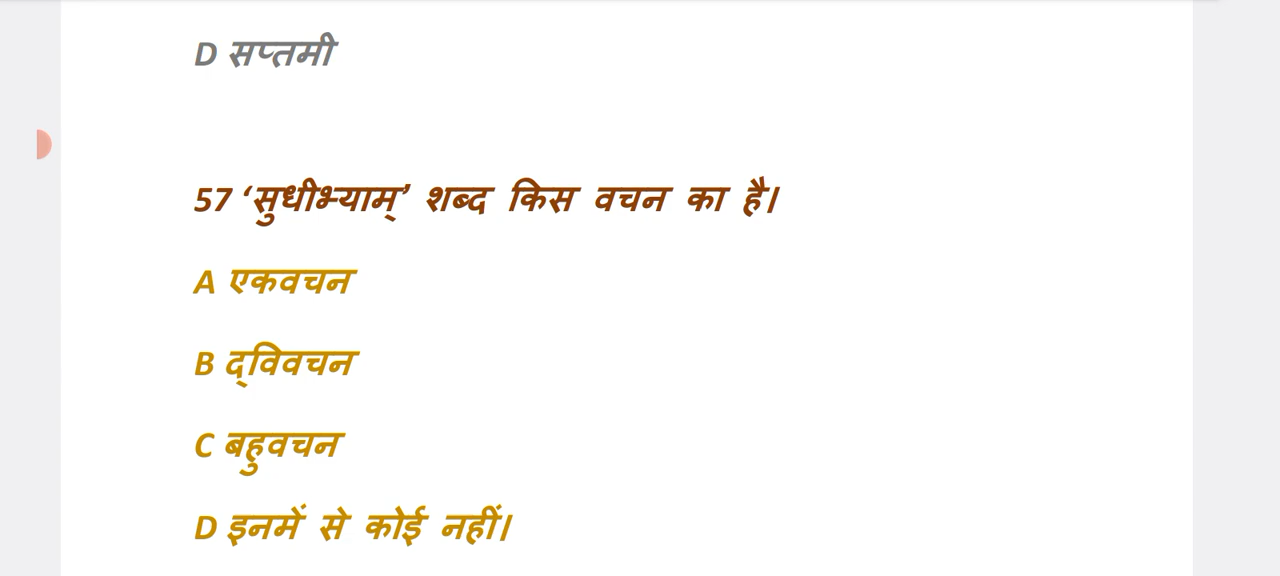 D सप्तमी
57 ‘सुधीभ्याम्’ शब्द किस वचन का है।
A एकवचन
B द्विवचन
C बहुवचन
D इनमें से कोई नहीं।